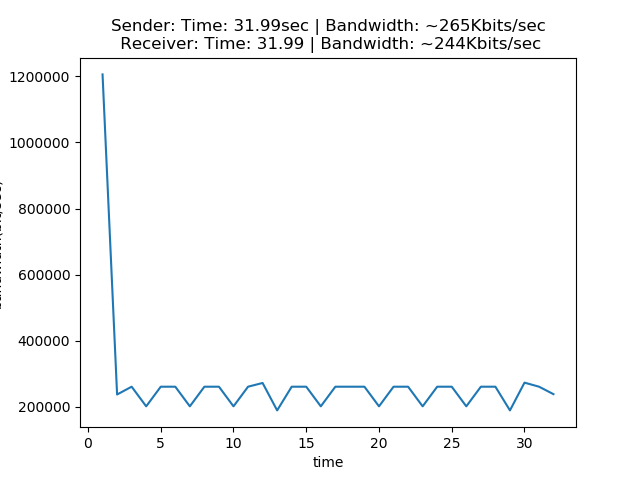 Sender: Time: 31.99sec | Bandwidth: ~265Kbits/sec
Receiver: Time: 31.99 | Bandwidth: ~244Kbits/sec
1200000
1000000
800000
600000
400000
200000
0 5 10 15 20 25 30
time